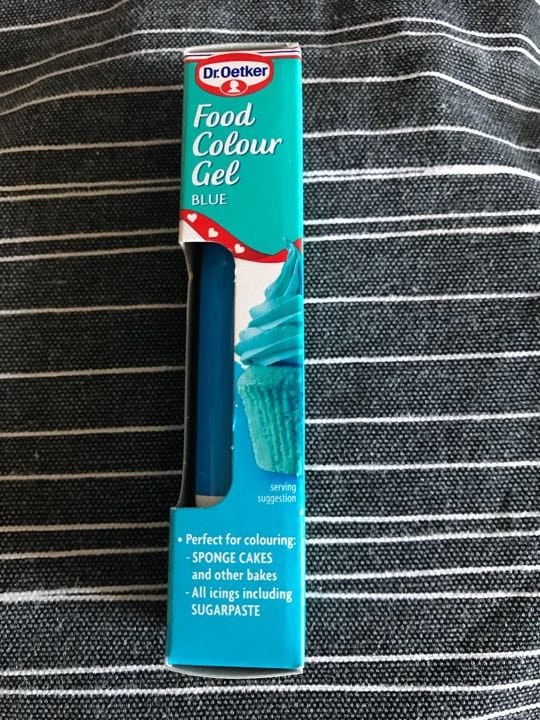 Dr.Oetker
Food
Colour
Gel
BLUE
serving
suggestion
• Perfect for colouring:
- SPONGE CAKES
and other bakes
- All icings including
SUGARPASTE